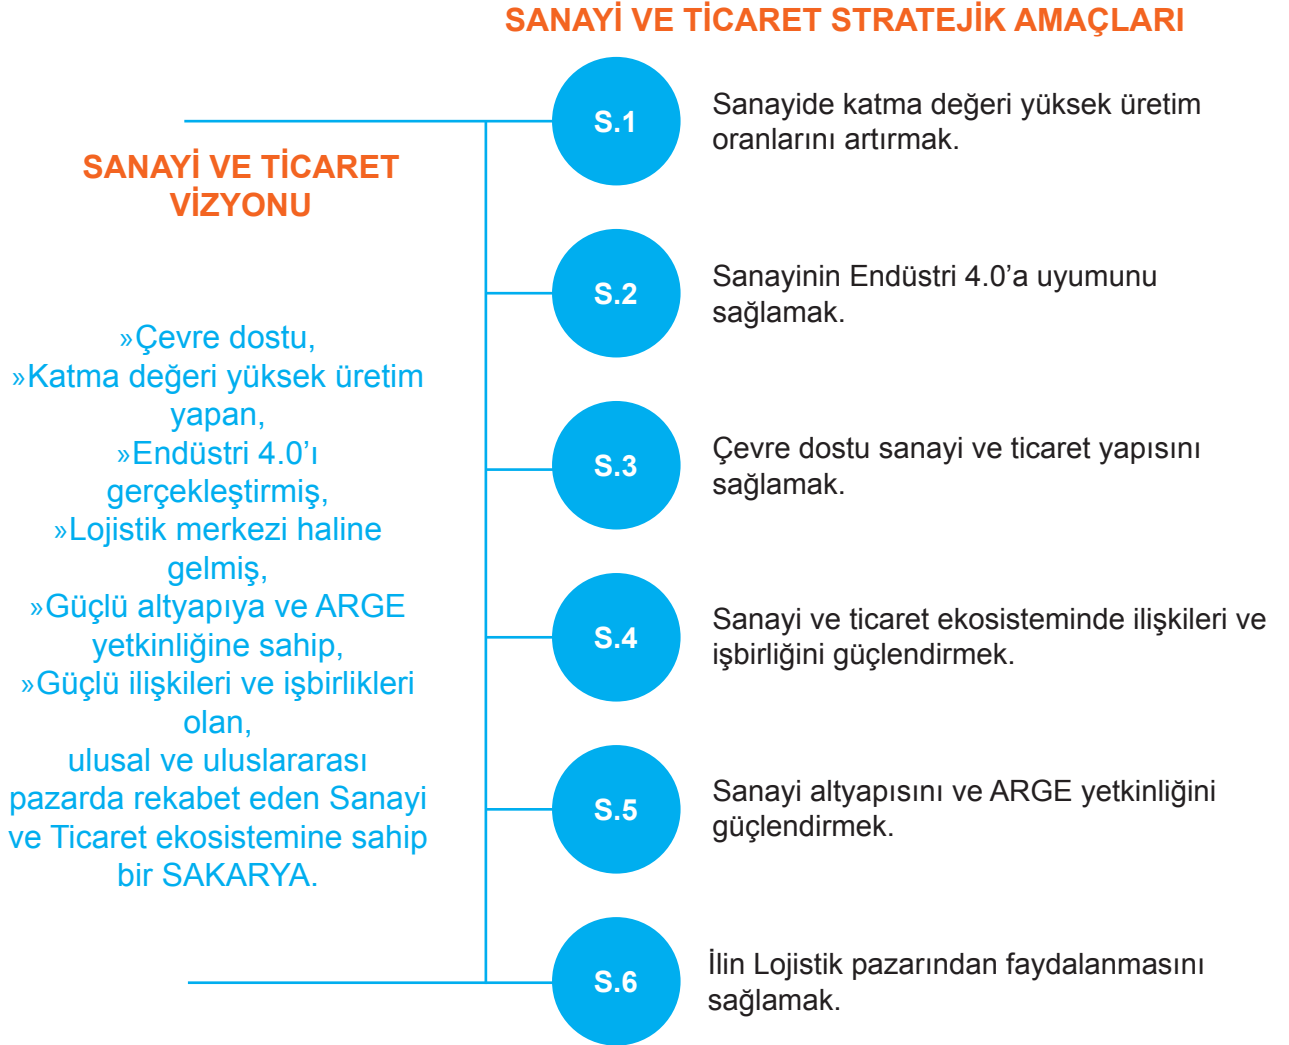 SANAYİ VE TİCARET STRATEJİK AMAÇLARI
SANAYİ VE TİCARET
VİZYONU
»Çevre dostu,
»Katma değeri yüksek üretim
yapan,
»Endüstri 4.0’ı
gerçekleştirmiş,
»Lojistik merkezi haline
gelmiş,
»Güçlü altyapıya ve ARGE
yetkinliğine sahip,
»Güçlü ilişkileri ve işbirlikleri
olan,
ulusal ve uluslararası
pazarda rekabet eden Sanayi
ve Ticaret ekosistemine sahip
bir SAKARYA.
S.1
Sanayide katma değeri yüksek üretim
oranlarını artırmak.
S.2
Sanayinin Endüstri 4.0’a uyumunu
sağlamak.
S.3
Çevre dostu sanayi ve ticaret yapısını
sağlamak.
S.4
Sanayi ve ticaret ekosisteminde ilişkileri ve
işbirliğini güçlendirmek.
S.5
Sanayi altyapısını ve ARGE yetkinliğini
güçlendirmek.
S.6
İlin Lojistik pazarından faydalanmasını
sağlamak.